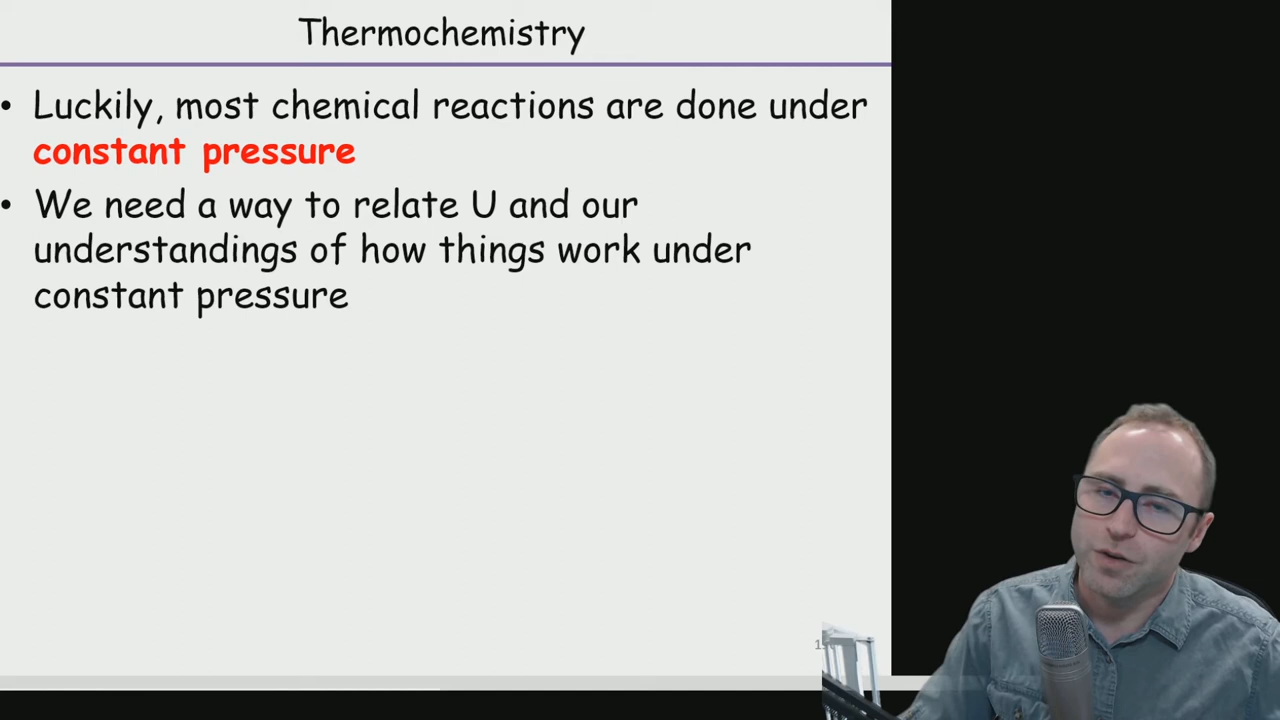 Thermochemistry
• Luckily, most chemical reactions are done under
constant pressure
• We need a way to relate U and our
understandings of how things work under
constant pressure